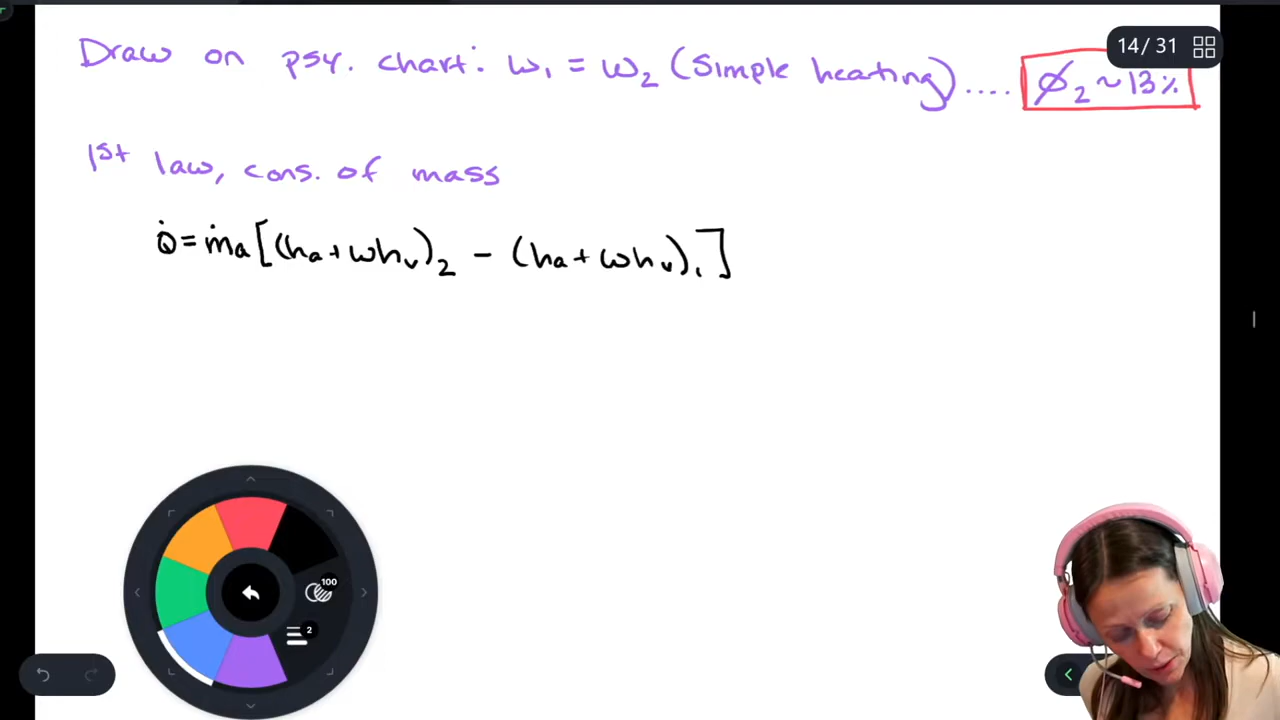 14/31
Draw on psy. chart: ω₁ = ω₂ (simple heating).... ϕ₂ ~ 13%
1st law, cons. of mass
Q̇ = ṁa[(ha + ωhv)₂ - (ha + ωhv)₁]
100
2